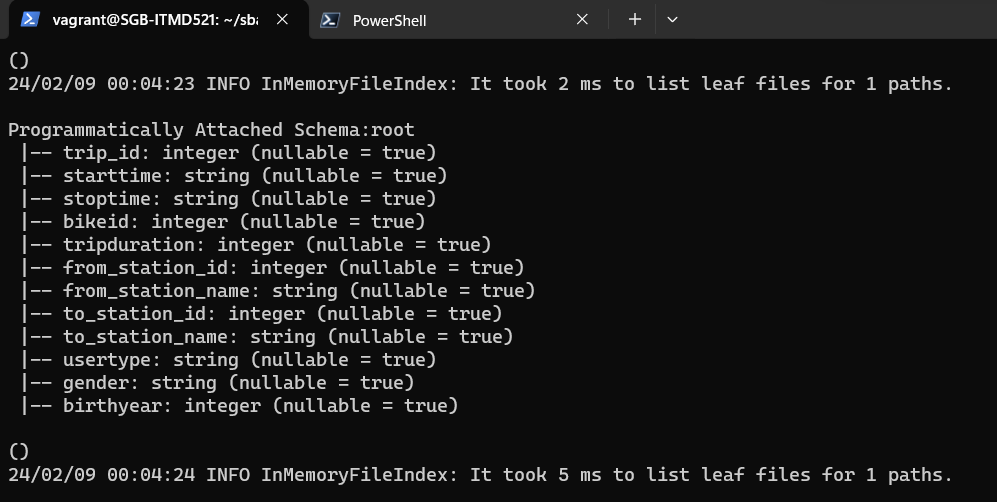 vagrant@SGB-ITMD521: ~/sba
PowerShell
()
24/02/09 00:04:23 INFO InMemoryFileIndex: It took 2 ms to list leaf files for 1 paths.
Programmatically Attached Schema:root
 |-- trip_id: integer (nullable = true)
 |-- starttime: string (nullable = true)
 |-- stoptime: string (nullable = true)
 |-- bikeid: integer (nullable = true)
 |-- tripduration: integer (nullable = true)
 |-- from_station_id: integer (nullable = true)
 |-- from_station_name: string (nullable = true)
 |-- to_station_id: integer (nullable = true)
 |-- to_station_name: string (nullable = true)
 |-- usertype: string (nullable = true)
 |-- gender: string (nullable = true)
 |-- birthyear: integer (nullable = true)
()
24/02/09 00:04:24 INFO InMemoryFileIndex: It took 5 ms to list leaf files for 1 paths.